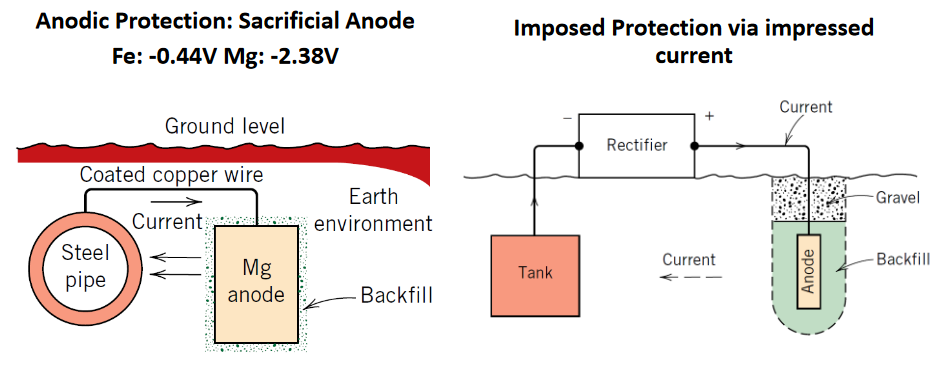 Anodic Protection: Sacrificial Anode
Fe: -0.44V Mg: -2.38V
Ground level
Coated copper wire
Current
Earth
environment
Steel
pipe
Mg
anode
Backfill
Imposed Protection via impressed
current
Current
−
+
Rectifier
Gravel
Tank
Current
Anode
Backfill